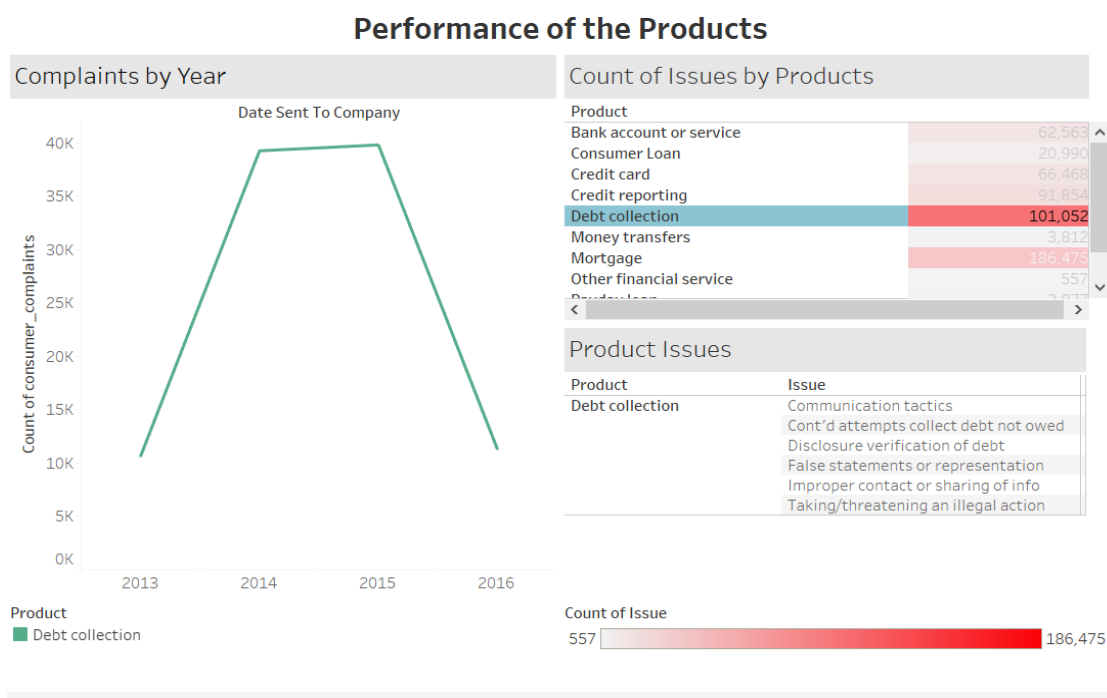 Performance of the Products
Complaints by Year
Date Sent To Company
Count of consumer_complaints
40K
35K
30K
25K
20K
15K
10K
5K
0K
2013 2014 2015 2016
Product
Debt collection
Count of Issues by Products
Product
Bank account or service 62,563
Consumer Loan 20,990
Credit card 66,468
Credit reporting 91,854
Debt collection 101,052
Money transfers 3,812
Mortgage 186,475
Other financial service 557
Product Issues
Product Issue
Debt collection Communication tactics
Cont'd attempts collect debt not owed
Disclosure verification of debt
False statements or representation
Improper contact or sharing of info
Taking/threatening an illegal action
Count of Issue
557 186,475